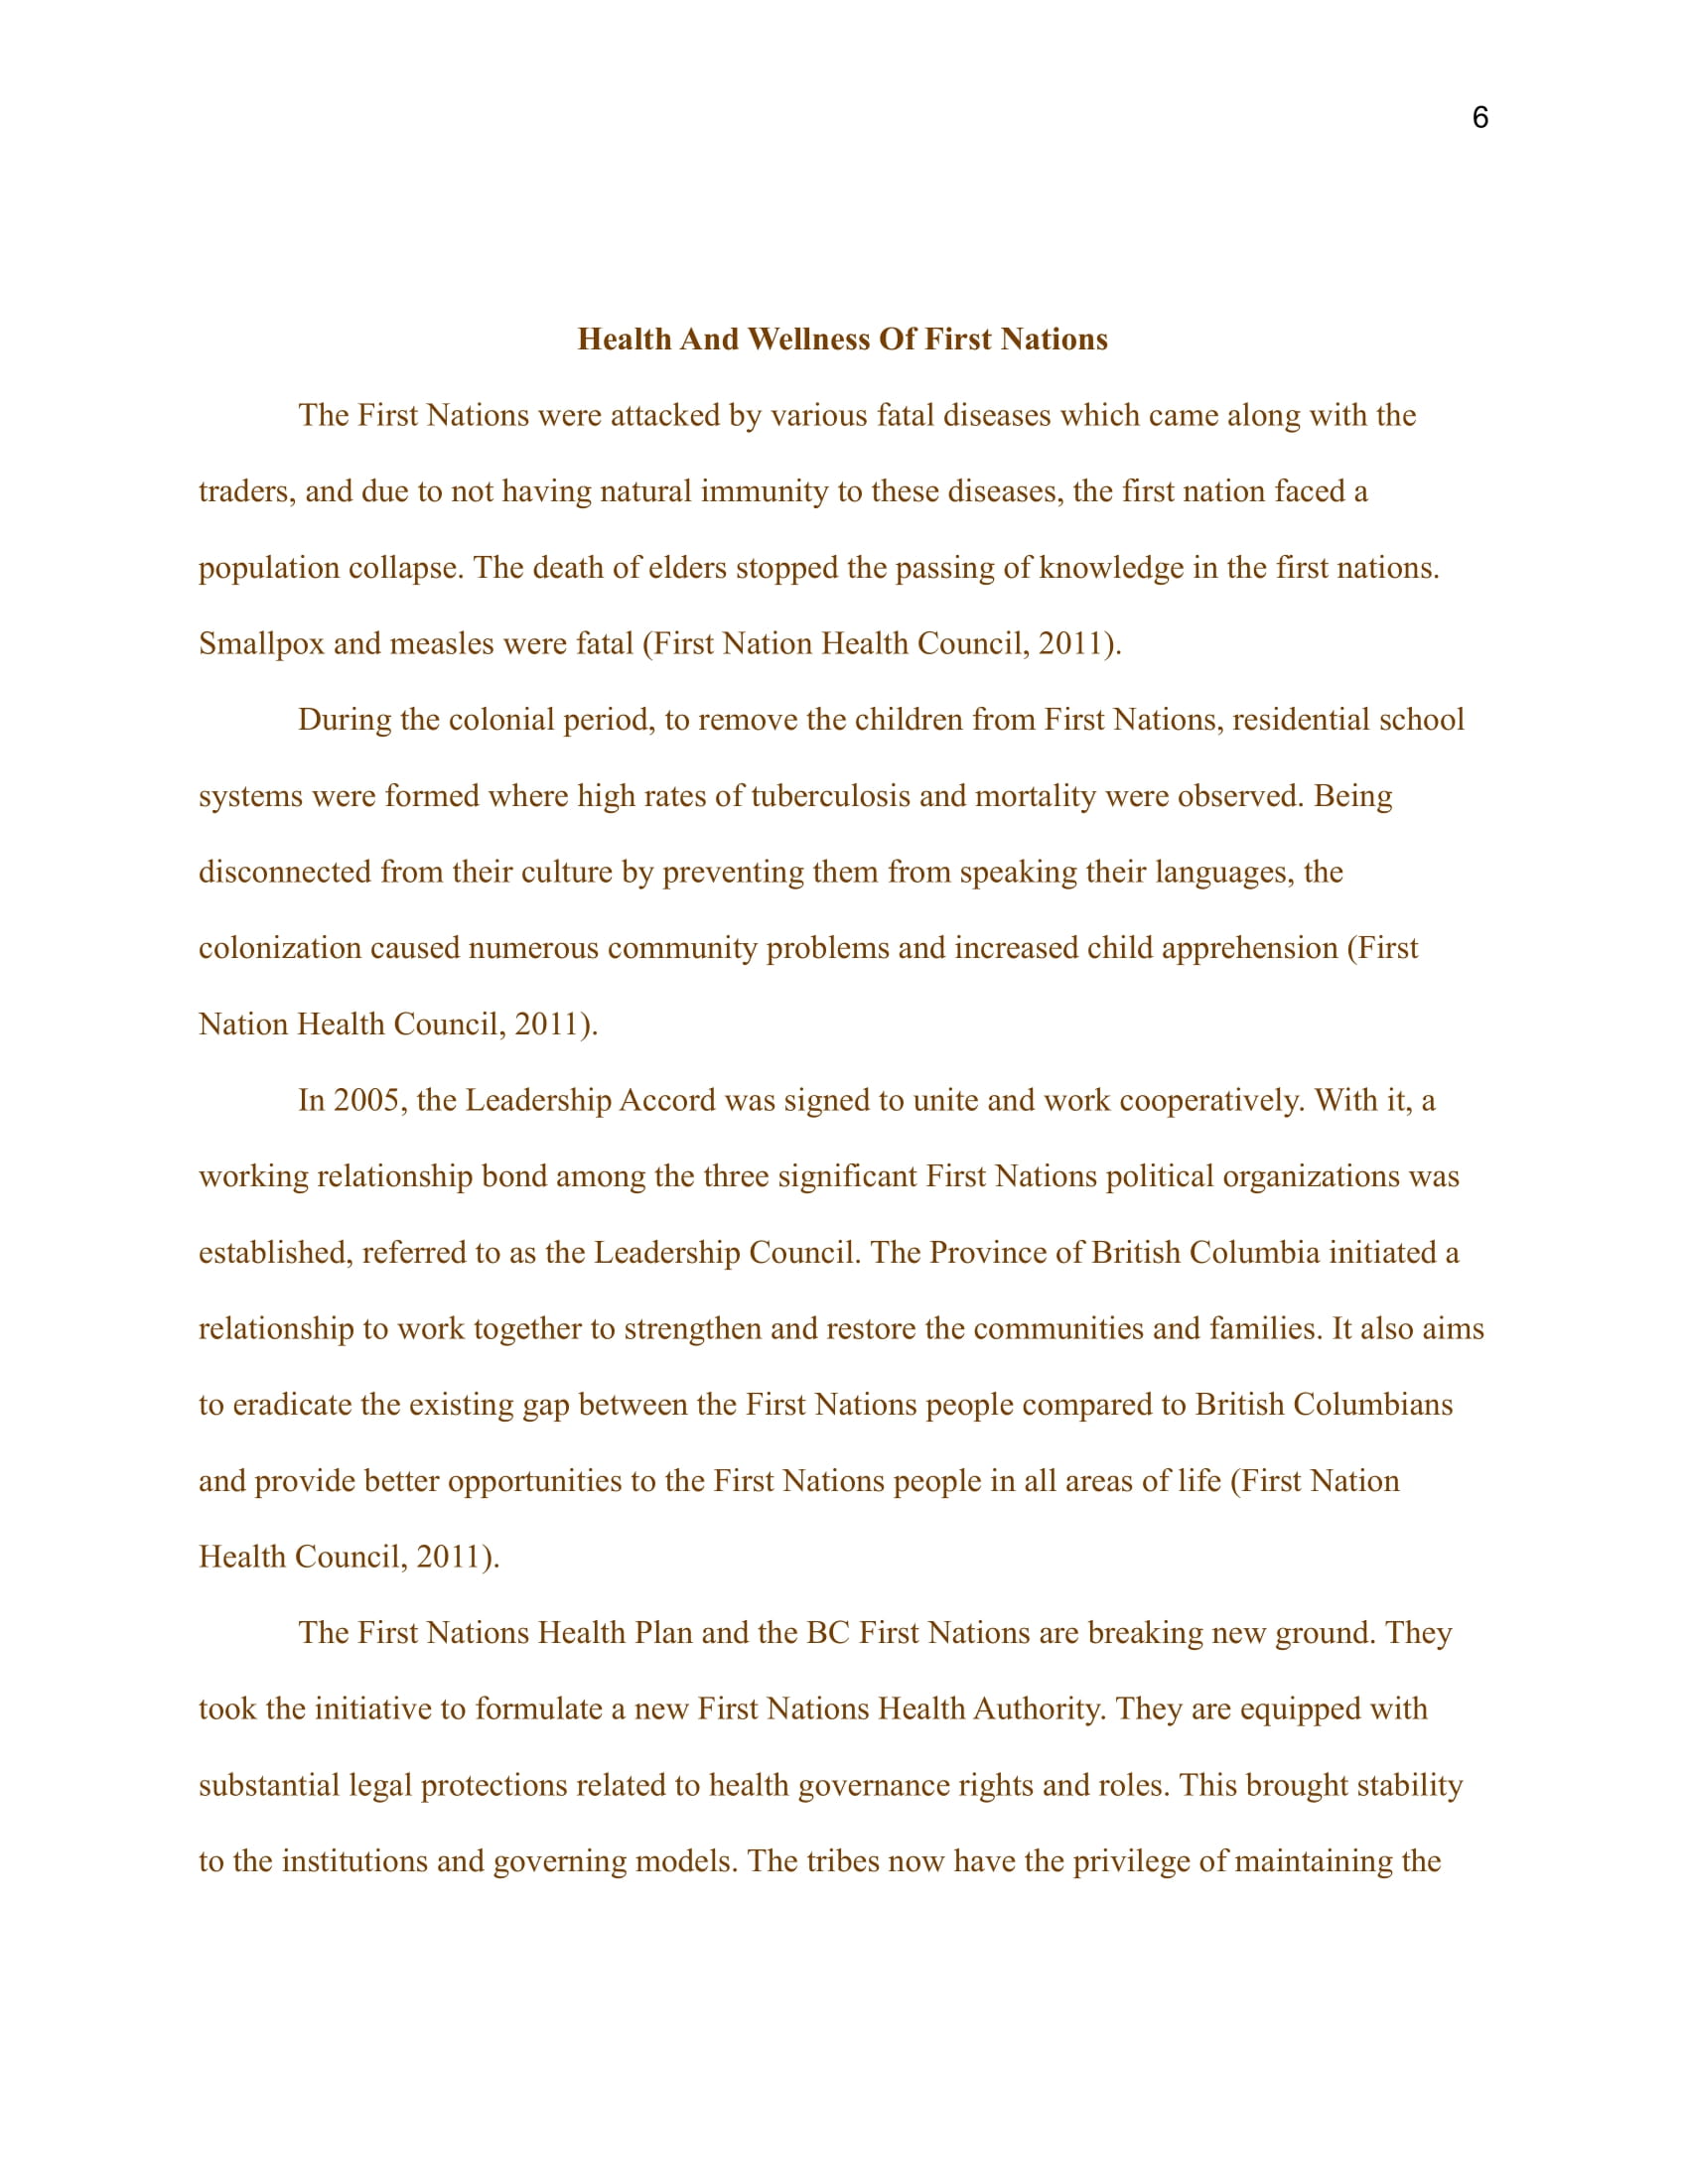 6
Health And Wellness Of First Nations
The First Nations were attacked by various fatal diseases which came along with the
traders, and due to not having natural immunity to these diseases, the first nation faced a
population collapse. The death of elders stopped the passing of knowledge in the first nations.
Smallpox and measles were fatal (First Nation Health Council, 2011).
During the colonial period, to remove the children from First Nations, residential school
systems were formed where high rates of tuberculosis and mortality were observed. Being
disconnected from their culture by preventing them from speaking their languages, the
colonization caused numerous community problems and increased child apprehension (First
Nation Health Council, 2011).
In 2005, the Leadership Accord was signed to unite and work cooperatively. With it, a
working relationship bond among the three significant First Nations political organizations was
established, referred to as the Leadership Council. The Province of British Columbia initiated a
relationship to work together to strengthen and restore the communities and families. It also aims
to eradicate the existing gap between the First Nations people compared to British Columbians
and provide better opportunities to the First Nations people in all areas of life (First Nation
Health Council, 2011).
The First Nations Health Plan and the BC First Nations are breaking new ground. They
took the initiative to formulate a new First Nations Health Authority. They are equipped with
substantial legal protections related to health governance rights and roles. This brought stability
to the institutions and governing models. The tribes now have the privilege of maintaining the